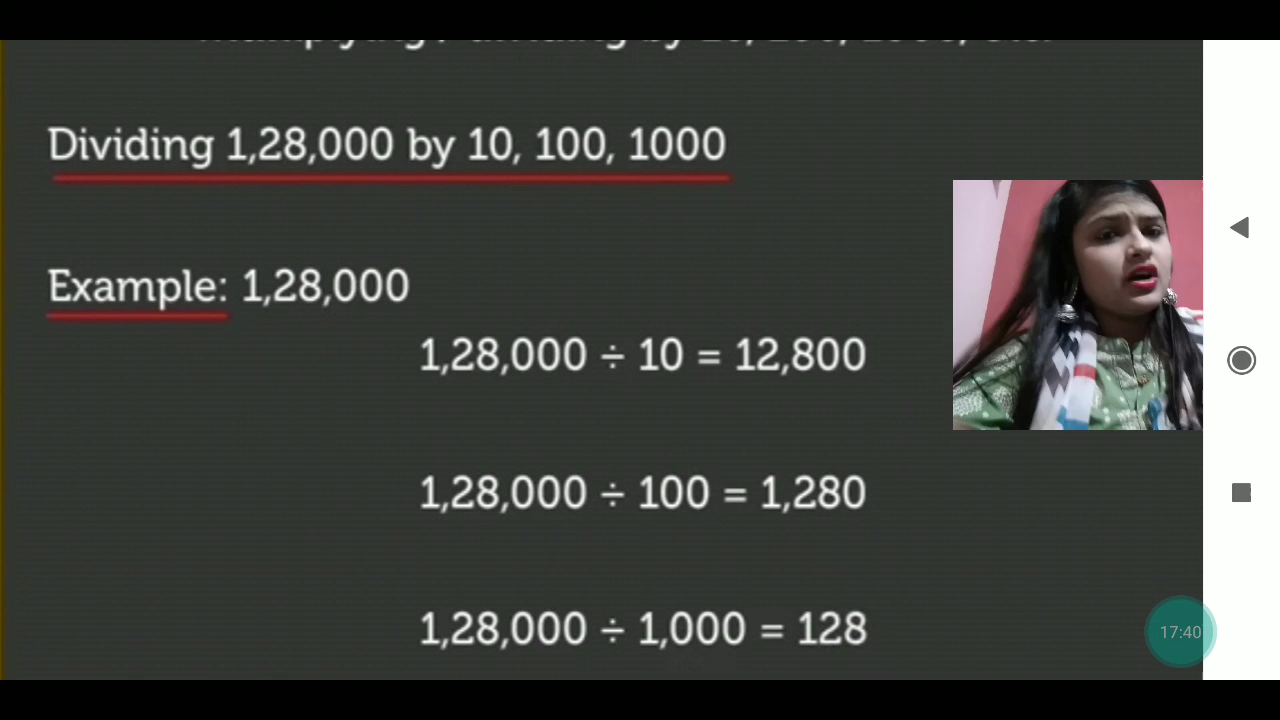 Dividing 1,28,000 by 10, 100, 1000
Example: 1,28,000
1,28,000 ÷ 10 = 12,800
1,28,000 ÷ 100 = 1,280
1,28,000 ÷ 1,000 = 128
17:40